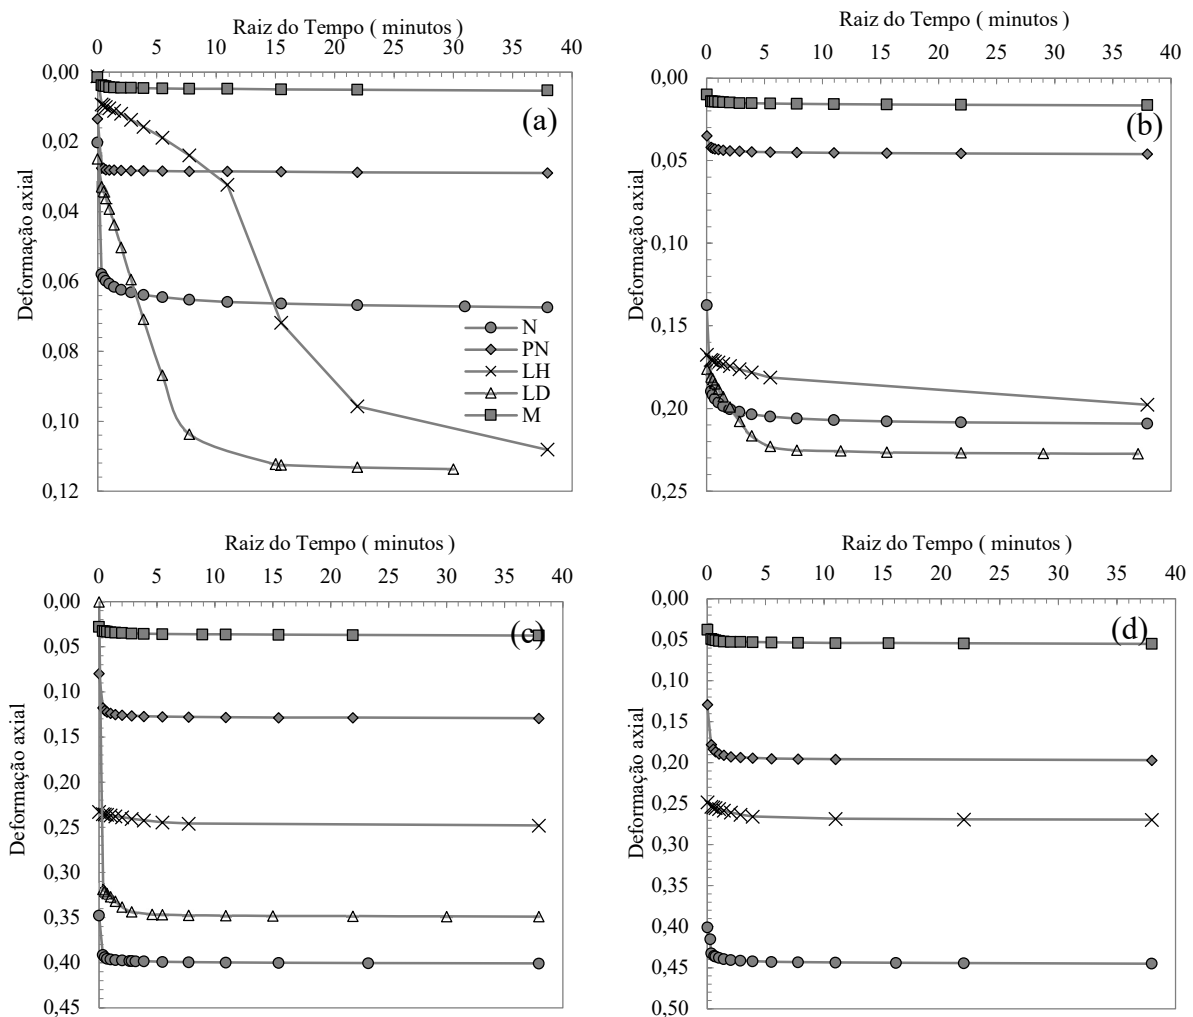 Raiz do Tempo ( minutos )
0 5 10 15 20 25 30 35 40
0,00
0,02
0,04
0,06
0,08
0,10
0,12
Deformação axial
(a)
N
PN
LH
LD
M
Raiz do Tempo ( minutos )
0 5 10 15 20 25 30 35 40
0,00
0,05
0,10
0,15
0,20
0,25
Deformação axial
(b)
Raiz do Tempo ( minutos )
0 5 10 15 20 25 30 35 40
0,00
0,05
0,10
0,15
0,20
0,25
0,30
0,35
0,40
0,45
Deformação axial
(c)
Raiz do Tempo ( minutos )
0 5 10 15 20 25 30 35 40
0,00
0,05
0,10
0,15
0,20
0,25
0,30
0,35
0,40
0,45
0,50
Deformação axial
(d)